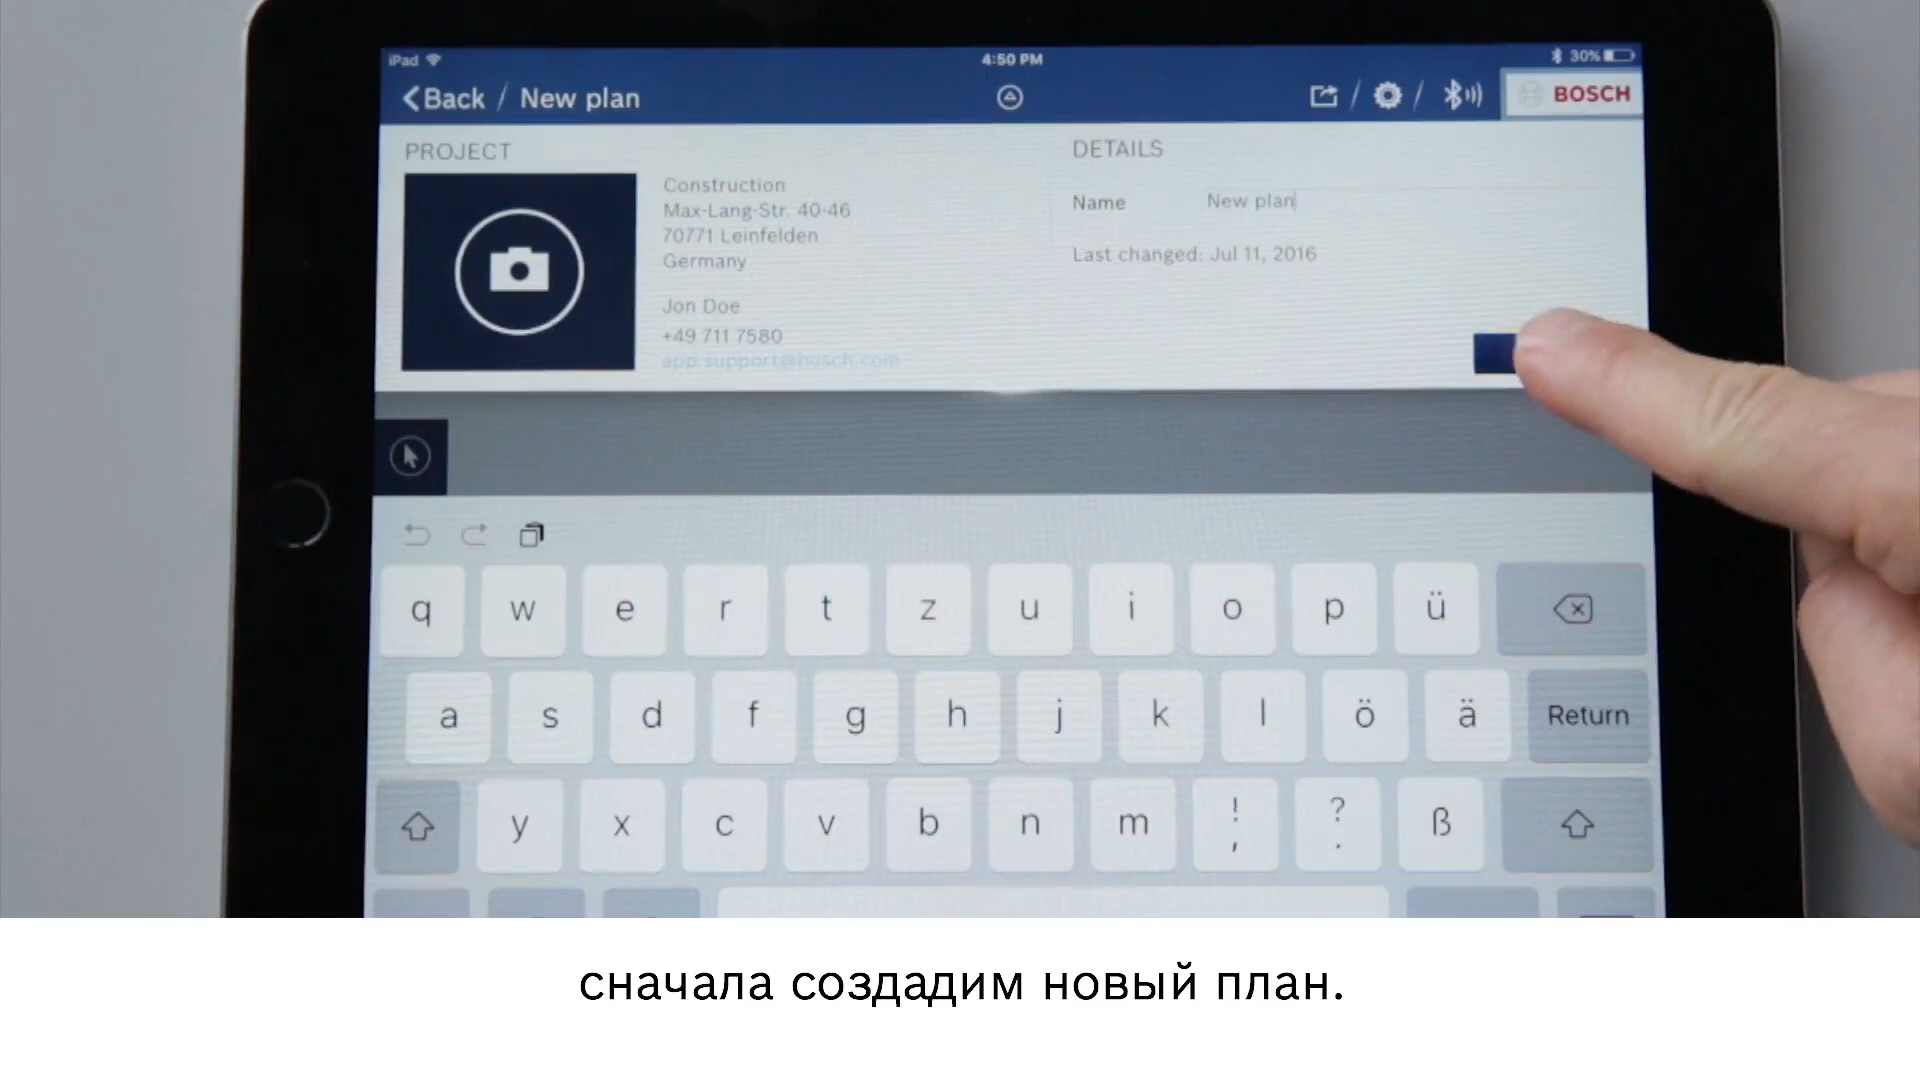 iPad
4:50 PM
30%
Back / New plan
BOSCH
PROJECT
Construction
Max-Lang-Str. 40-46
70771 Leinfelden
Germany
Jon Doe
+49 711 7580
app.support@bosch.com
DETAILS
Name New plan
Last changed: Jul 11, 2016
q w e r t z u i o p ü
a s d f g h j k l ö ä Return
y x c v b n m ! , ? . ß
сначала создадим новый план.